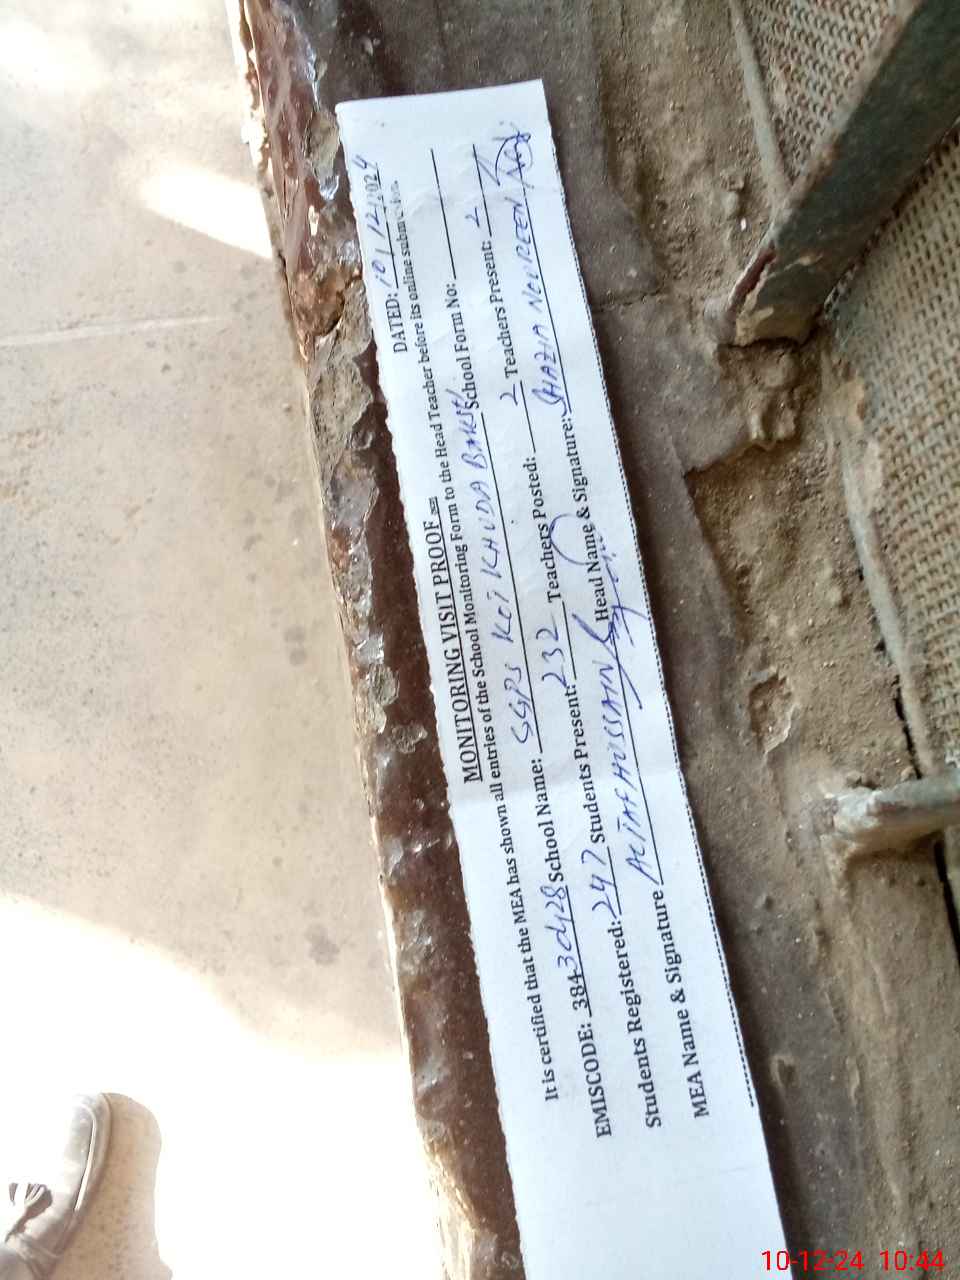 MONITORING VISIT PROOF
DATED: 10/12/2024
It is certified that the MEA has shown all entries of the School Monitoring Form to the Head Teacher before its online submission.
EMISCODE: 38430428 School Name: SGPS KOT KHUDA BAKSH School Form No:
Students Registered: 247 Students Present: 232 Teachers Posted: 2 Teachers Present: 2
MEA Name & Signature ALTAF HUSSAIN Head Name & Signature: SHAZIA NOUREEN
10-12-24 10:44